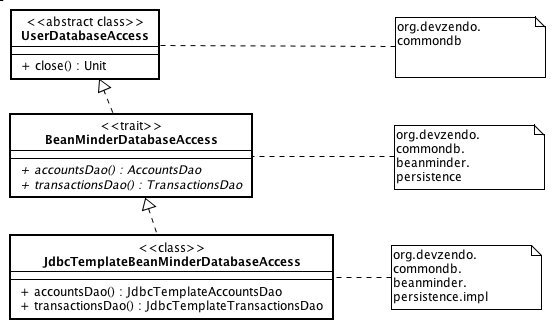 <<abstract class>>
UserDatabaseAccess
+ close() : Unit
org.devzendo.
commondb
<<trait>>
BeanMinderDatabaseAccess
+ accountsDao() : AccountsDao
+ transactionsDao() : TransactionsDao
org.devzendo.
commondb.
beanminder.
persistence
<<class>>
JdbcTemplateBeanMinderDatabaseAccess
+ accountsDao() : JdbcTemplateAccountsDao
+ transactionsDao() : JdbcTemplateTransactionsDao
org.devzendo.
commondb.
beanminder.
persistence.impl